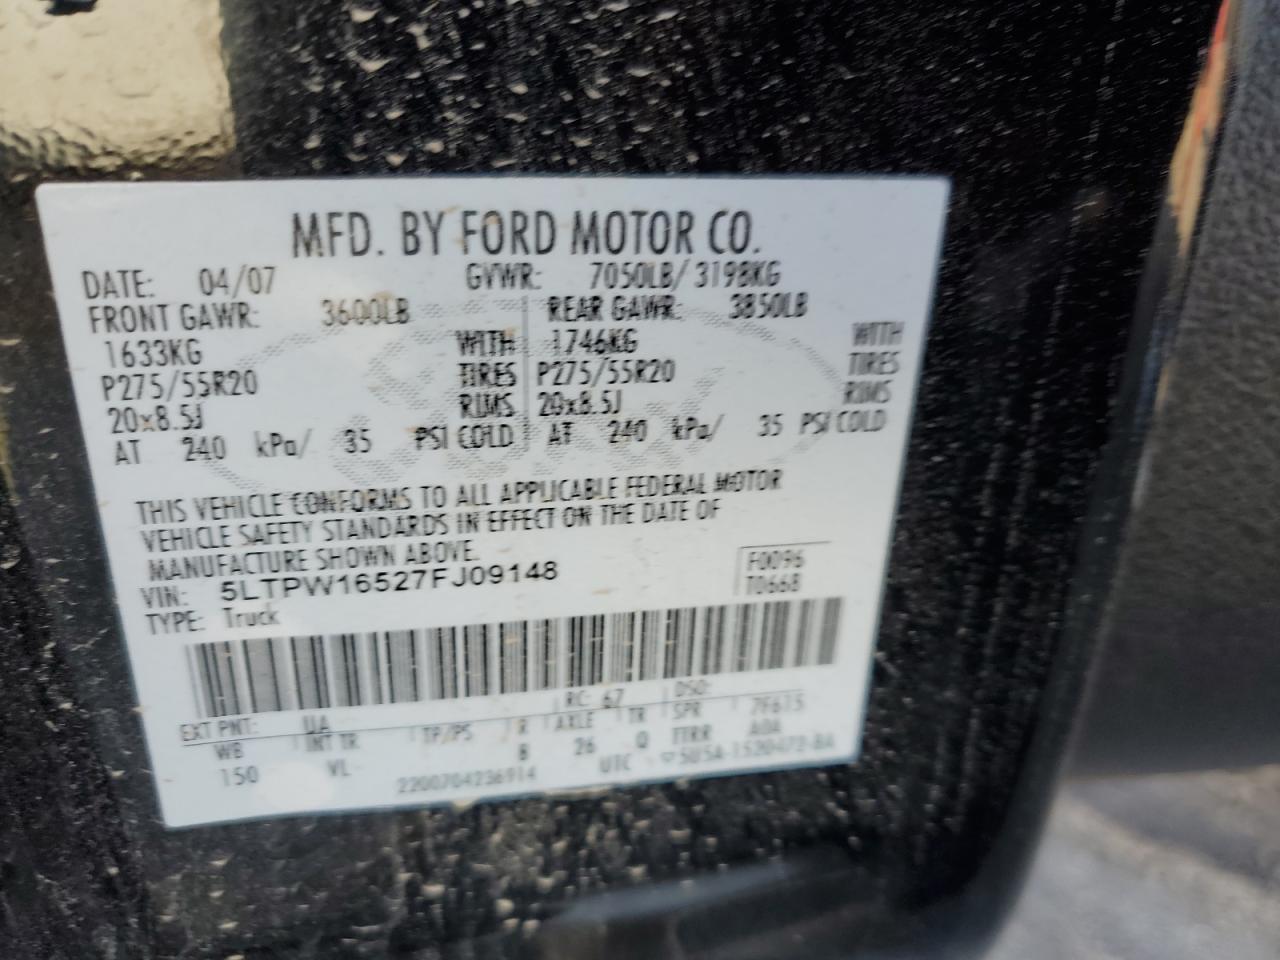 MFD. BY FORD MOTOR CO.
DATE: 04/07 GVWR: 7050LB/ 3198KG
FRONT GAWR: 3600LB REAR GAWR: 3850LB
1633KG WITH 1746KG WITH
P275/55R20 TIRES P275/55R20 TIRES
20x8.5J RIMS 20x8.5J RIMS
AT 240 kPa/ 35 PSI COLD AT 240 kPa/ 35 PSI COLD
THIS VEHICLE CONFORMS TO ALL APPLICABLE FEDERAL MOTOR
VEHICLE SAFETY STANDARDS IN EFFECT ON THE DATE OF
MANUFACTURE SHOWN ABOVE.
VIN: 5LTPW16527FJ09148 F0096
TYPE: Truck T0668
EXT PNT: UA RC: 67 DSO:
WB INT TR TP/PS R AXLE TR SPR 7F615
150 VL B 26 Q TTRR AOA
2200704236914 UTC